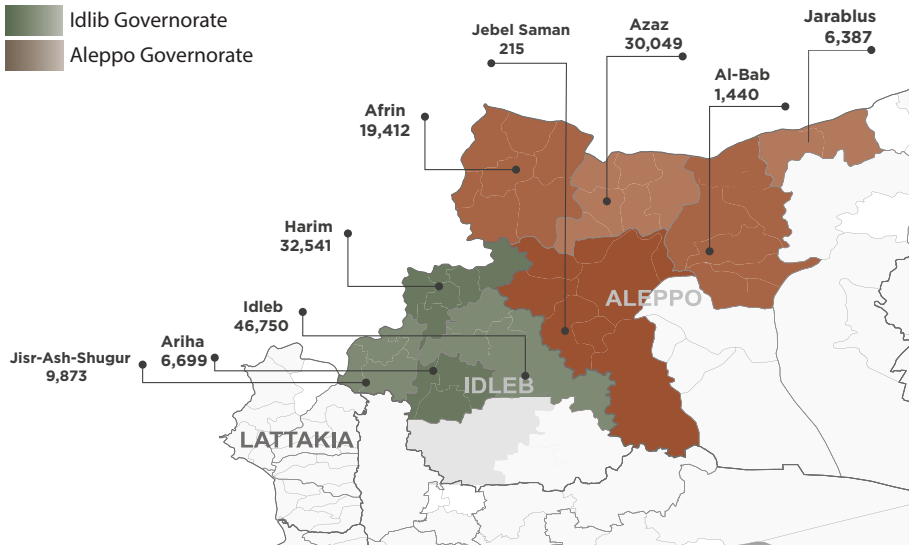 Idlib Governorate
Aleppo Governorate
Jebel Saman
215
Azaz
30,049
Jarablus
6,387
Al-Bab
1,440
Afrin
19,412
Harim
32,541
Idleb
46,750
Ariha
6,699
Jisr-Ash-Shugur
9,873
ALEPPO
IDLEB
LATTAKIA